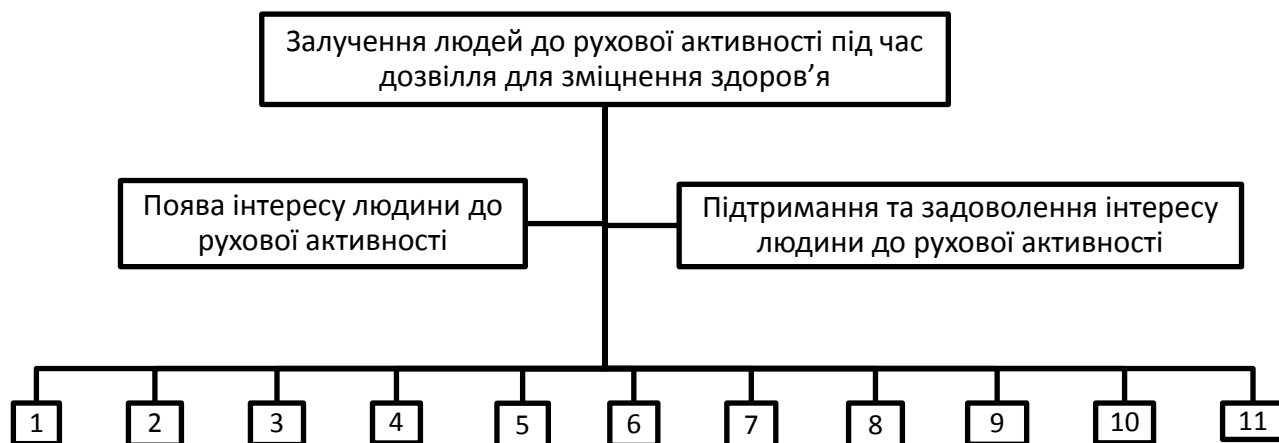 Залучення людей до рухової активності під час
дозвілля для зміцнення здоров’я
Поява інтересу людини до
рухової активності
Підтримання та задоволення інтересу
людини до рухової активності
1 2 3 4 5 6 7 8 9 10 11